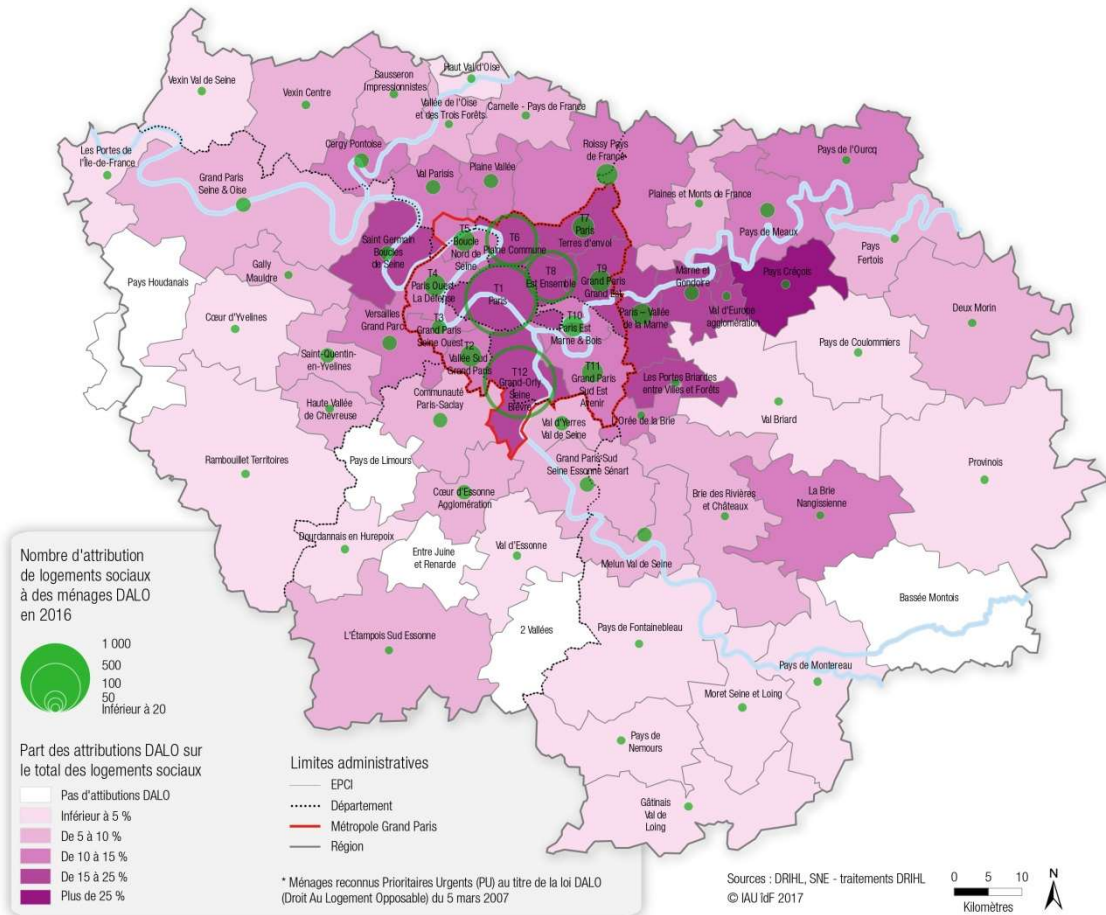 Vexin Val de Seine
Vexin Centre
Sausseron
Impressionnistes
Haut Val d'Oise
Vallée de l'Oise
et des Trois Forêts
Carnelle - Pays de France
Les Portes de
l'Île-de-France
Cergy Pontoise
Grand Paris
Seine & Oise
Val Parisis
Plaine Vallée
Roissy Pays
de France
Pays de l'Ourcq
Plaines et Monts de France
Pays de Meaux
Pays
Fertois
Saint Germain
Boucles
de Seine
T5
Boucle
Nord de
Seine
T6
Plaine Commune
T7
Paris
Terres d'envol
Gally
Mauldre
Pays Houdanais
T4
Paris Ouest
La Défense
T1
Paris
T8
Est Ensemble
T9
Grand Paris
Grand Est
Marne et
Gondoire
Pays Créçois
Val d'Europe
agglomération
Deux Morin
Cœur d'Yvelines
Versailles
Grand Parc
T3
Grand Paris
Seine Ouest
T10
Paris Est
Marne & Bois
Paris – Vallée
de la Marne
Pays de Coulommiers
Saint-Quentin-
en-Yvelines
T2
Vallée Sud
Grand Paris
T12
Grand-Orly
Seine
Bièvre
T11
Grand Paris
Sud Est
Avenir
Les Portes Briardes
entre Villes et Forêts
Haute Vallée
de Chevreuse
Communauté
Paris-Saclay
Val d'Yerres
Val de Seine
L'Orée de la Brie
Val Briard
Rambouillet Territoires
Pays de Limours
Grand Paris Sud
Seine Essonne Sénart
Provinois
Cœur d'Essonne
Agglomération
Brie des Rivières
et Châteaux
La Brie
Nangissienne
Dourdannais en Hurepoix
Entre Juine
et Renarde
Val d'Essonne
Melun Val de Seine
Bassée Montois
L'Étampois Sud Essonne
2 Vallées
Pays de Fontainebleau
Pays de Montereau
Moret Seine et Loing
Pays de
Nemours
Gâtinais
Val de
Loing
Nombre d'attribution
de logements sociaux
à des ménages DALO
en 2016
1 000
500
100
50
Inférieur à 20
Part des attributions DALO sur
le total des logements sociaux
Pas d'attibutions DALO
Inférieur à 5 %
De 5 à 10 %
De 10 à 15 %
De 15 à 25 %
Plus de 25 %
Limites administratives
EPCI
Département
Métropole Grand Paris
Région
* Ménages reconnus Prioritaires Urgents (PU) au titre de la loi DALO
(Droit Au Logement Opposable) du 5 mars 2007
Sources : DRIHL, SNE - traitements DRIHL
© IAU îdF 2017
0 5 10
Kilomètres
N